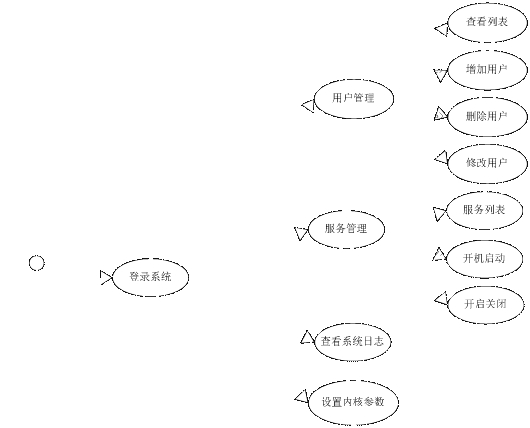 查看列表
增加用户
用户管理
删除用户
修改用户
服务列表
服务管理
开机启动
登录系统
开启关闭
查看系统日志
设置内核参数